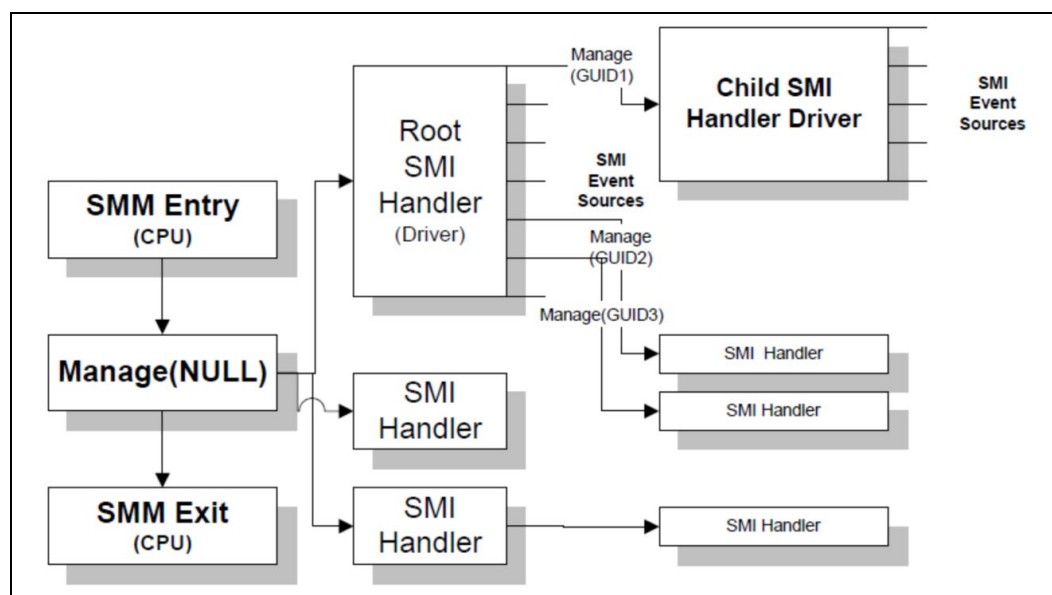 SMM Entry
(CPU)
Manage(NULL)
SMM Exit
(CPU)
Root
SMI
Handler
(Driver)
SMI
Handler
SMI
Handler
Manage
(GUID1)
SMI
Event
Sources
Manage
(GUID2)
Manage(GUID3)
Child SMI
Handler Driver
SMI
Event
Sources
SMI Handler
SMI Handler
SMI Handler